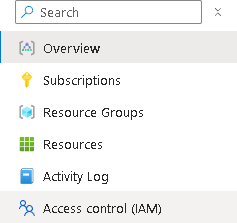 Search
Overview
Subscriptions
Resource Groups
Resources
Activity Log
Access control (IAM)